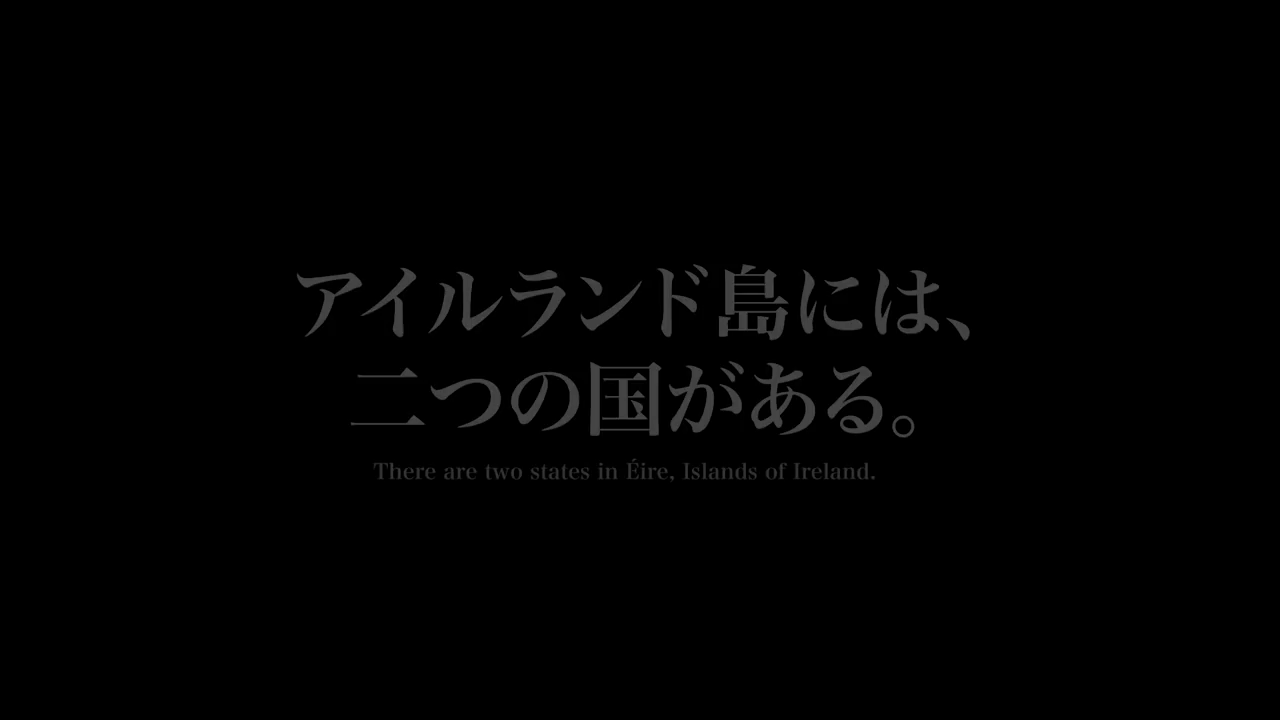 アイルランド島には、
二つの国がある。
There are two states in Éire, Islands of Ireland.